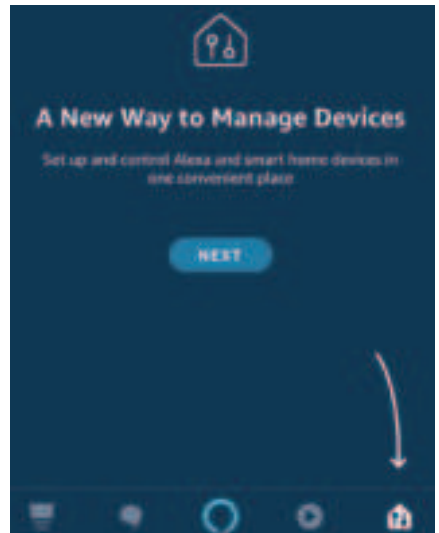 A New Way to Manage Devices
Set up and control Alexa and smart home devices in
one convenient place
NEXT